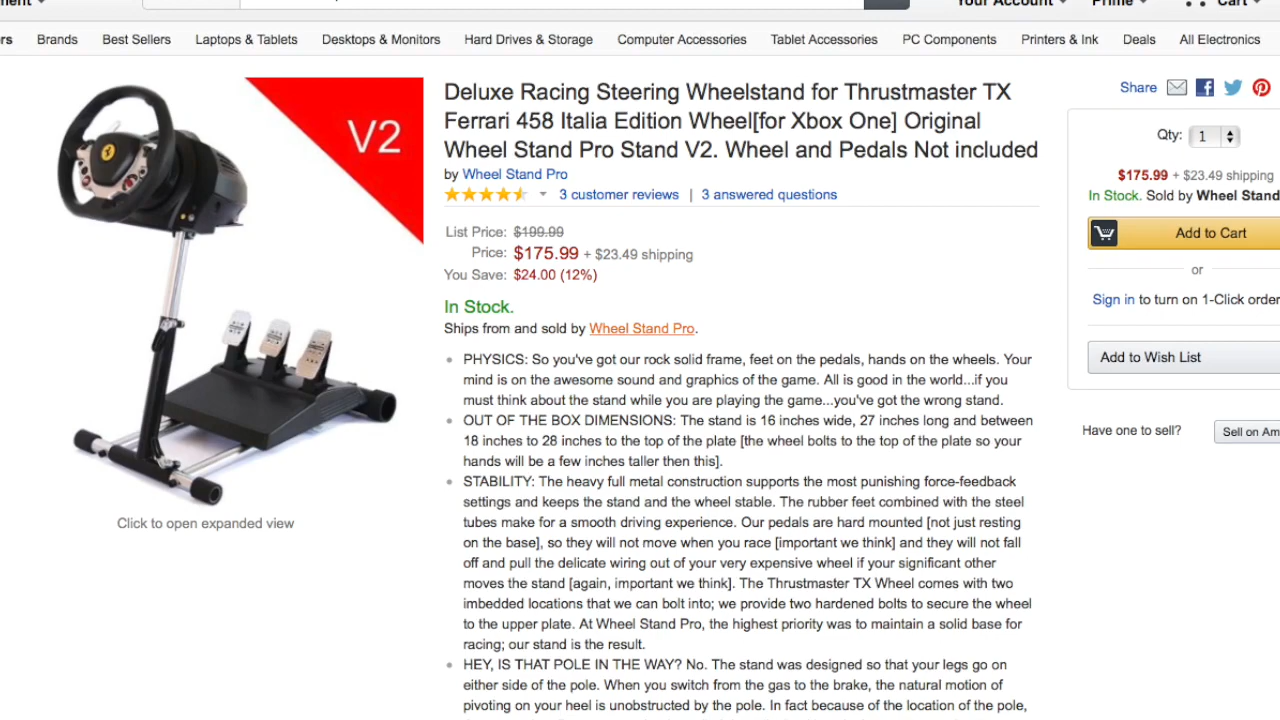 Your Account Prime Cart
Brands Best Sellers Laptops & Tablets Desktops & Monitors Hard Drives & Storage Computer Accessories Tablet Accessories PC Components Printers & Ink Deals All Electronics
V2
Click to open expanded view
Deluxe Racing Steering Wheelstand for Thrustmaster TX
Ferrari 458 Italia Edition Wheel[for Xbox One] Original
Wheel Stand Pro Stand V2. Wheel and Pedals Not included
by Wheel Stand Pro
3 customer reviews | 3 answered questions
List Price: $199.99
Price: $175.99 + $23.49 shipping
You Save: $24.00 (12%)
In Stock.
Ships from and sold by Wheel Stand Pro.
PHYSICS: So you've got our rock solid frame, feet on the pedals, hands on the wheels. Your
mind is on the awesome sound and graphics of the game. All is good in the world...if you
must think about the stand while you are playing the game...you've got the wrong stand.
OUT OF THE BOX DIMENSIONS: The stand is 16 inches wide, 27 inches long and between
18 inches to 28 inches to the top of the plate [the wheel bolts to the top of the plate so your
hands will be a few inches taller then this].
STABILITY: The heavy full metal construction supports the most punishing force-feedback
settings and keeps the stand and the wheel stable. The rubber feet combined with the steel
tubes make for a smooth driving experience. Our pedals are hard mounted [not just resting
on the base], so they will not move when you race [important we think] and they will not fall
off and pull the delicate wiring out of your very expensive wheel if your significant other
moves the stand [again, important we think]. The Thrustmaster TX Wheel comes with two
imbedded locations that we can bolt into; we provide two hardened bolts to secure the wheel
to the upper plate. At Wheel Stand Pro, the highest priority was to maintain a solid base for
racing; our stand is the result.
HEY, IS THAT POLE IN THE WAY? No. The stand was designed so that your legs go on
either side of the pole. When you switch from the gas to the brake, the natural motion of
pivoting on your heel is unobstructed by the pole. In fact because of the location of the pole,
Share
Qty: 1
$175.99 + $23.49 shipping
In Stock. Sold by Wheel Stand
Add to Cart
or
Sign in to turn on 1-Click order
Add to Wish List
Have one to sell?
Sell on Am